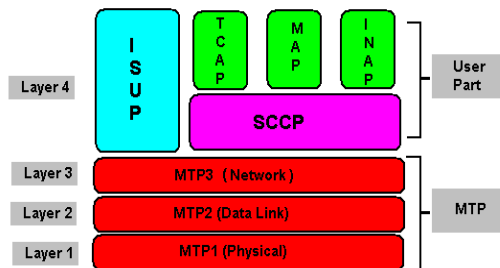 ISUP
TCAP
MAP
INAP
User
Part
Layer 4
SCCP
Layer 3
MTP3 ( Network )
Layer 2
MTP2 (Data Link)
MTP
Layer 1
MTP1 (Physical)